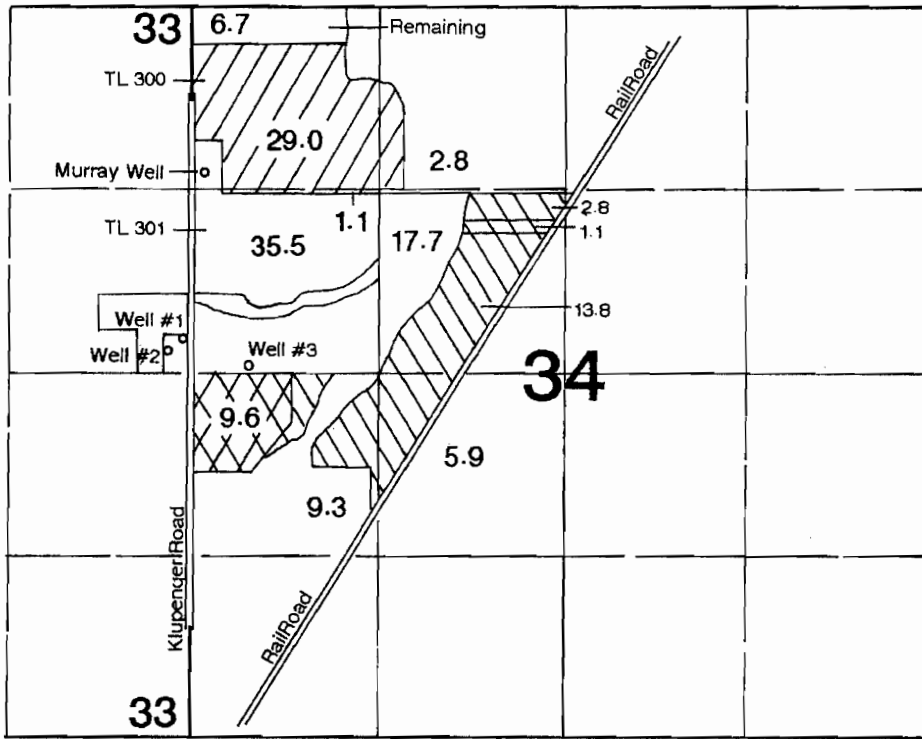 33
6.7
Remaining
TL 300
29.0
2.8
RailRoad
Murray Well
2.8
TL 301
1.1
1.1
35.5
17.7
13.8
Well #1
Well #2
Well #3
34
9.6
5.9
9.3
Klupenger Road
RailRoad
33